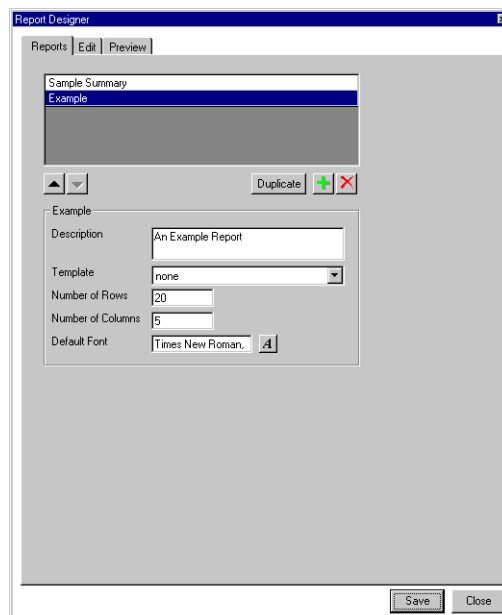 Report Designer
Reports Edit Preview
Sample Summary
Example
Duplicate
Example
Description An Example Report
Template none
Number of Rows 20
Number of Columns 5
Default Font Times New Roman, A
Save Close